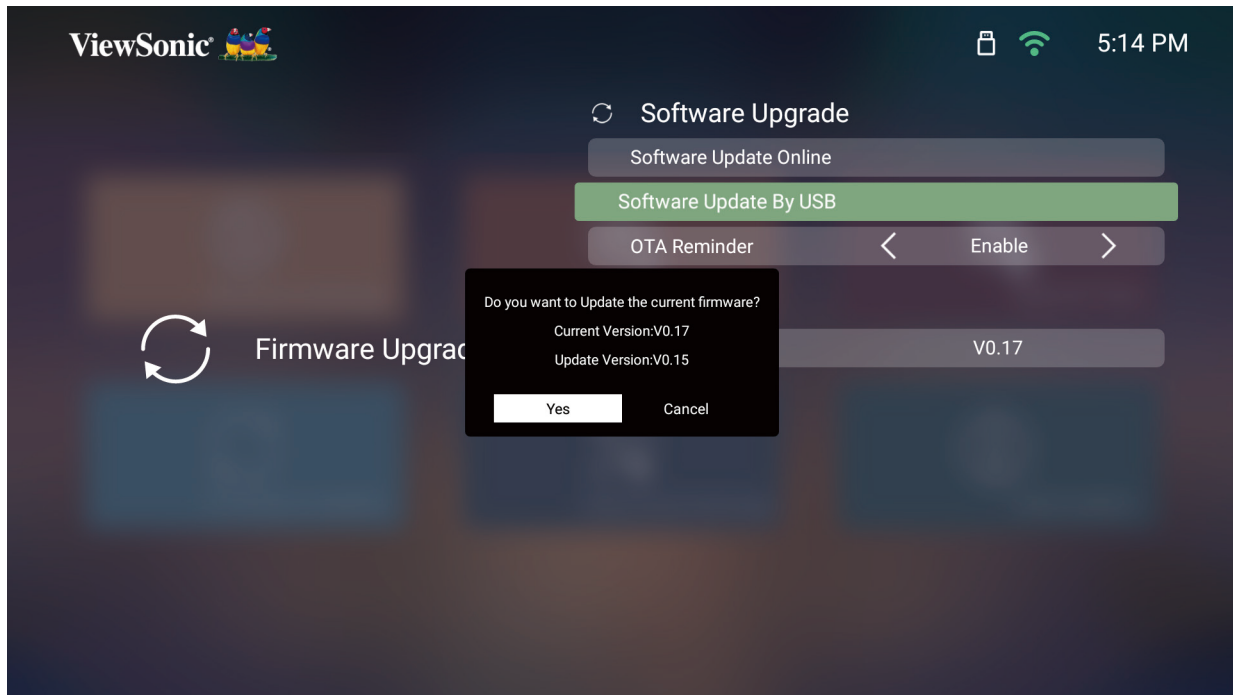 ViewSonic®
5:14 PM
Software Upgrade
Software Update Online
Software Update By USB
OTA Reminder
Enable
Do you want to Update the current firmware?
Current Version:V0.17
Update Version:V0.15
Yes
Cancel
Firmware Upgrad
V0.17